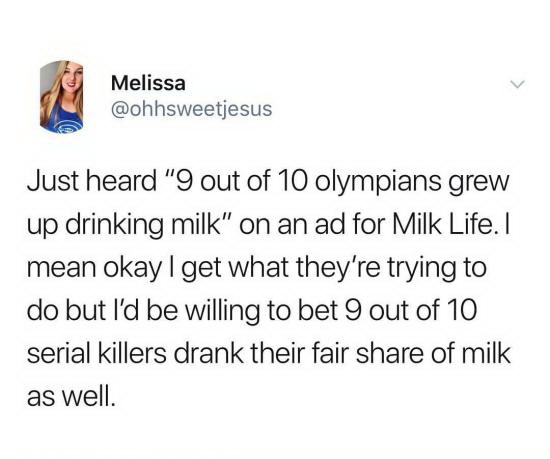 Melissa
@ohhsweetjesus
Just heard "9 out of 10 olympians grew
up drinking milk" on an ad for Milk Life. I
mean okay I get what they're trying to
do but I'd be willing to bet 9 out of 10
serial killers drank their fair share of milk
as well.